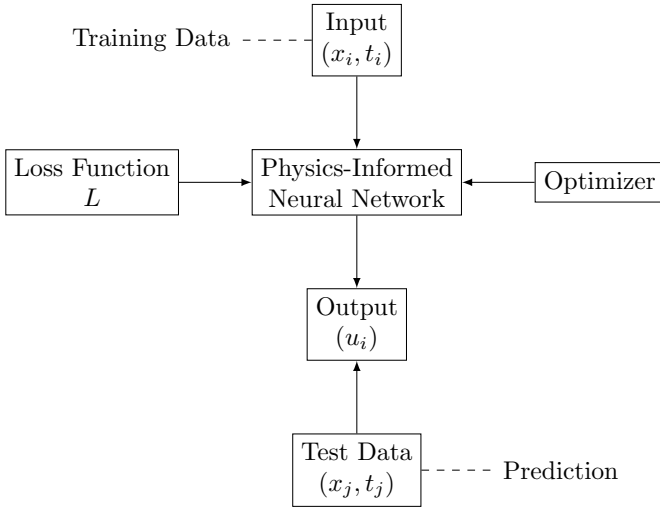 Input
Training Data
(x_i, t_i)
Loss Function
L
Physics-Informed
Neural Network
Optimizer
Output
(u_i)
Test Data
(x_j, t_j)
Prediction